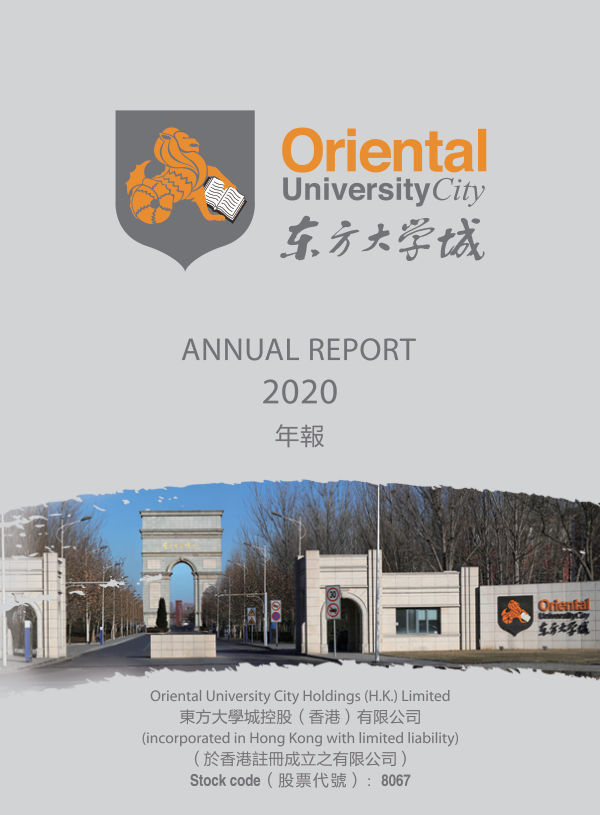 Oriental
UniversityCity
东方大学城
ANNUAL REPORT
2020
年報
30
Oriental
UniversityCity
东方大学城
Oriental University City Holdings (H.K.) Limited
東方大學城控股（香港）有限公司
(incorporated in Hong Kong with limited liability)
（於香港註冊成立之有限公司）
Stock code（股票代號）: 8067